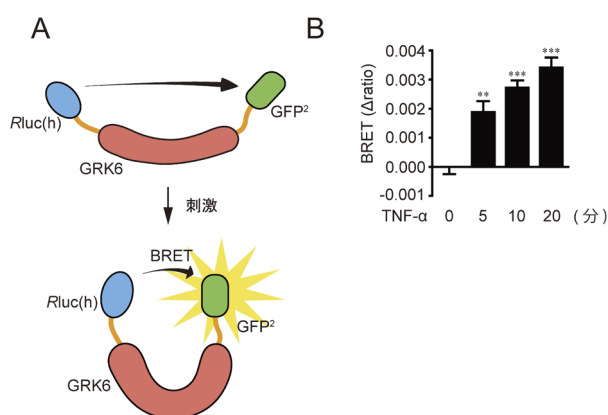 A
Rluc(h)
GFP²
GRK6
刺激
BRET
Rluc(h)
GFP²
GRK6
B
BRET (Δratio)
0.004
0.003
0.002
0.001
0.000
-0.001
**
***
***
TNF-α 0 5 10 20 (分)